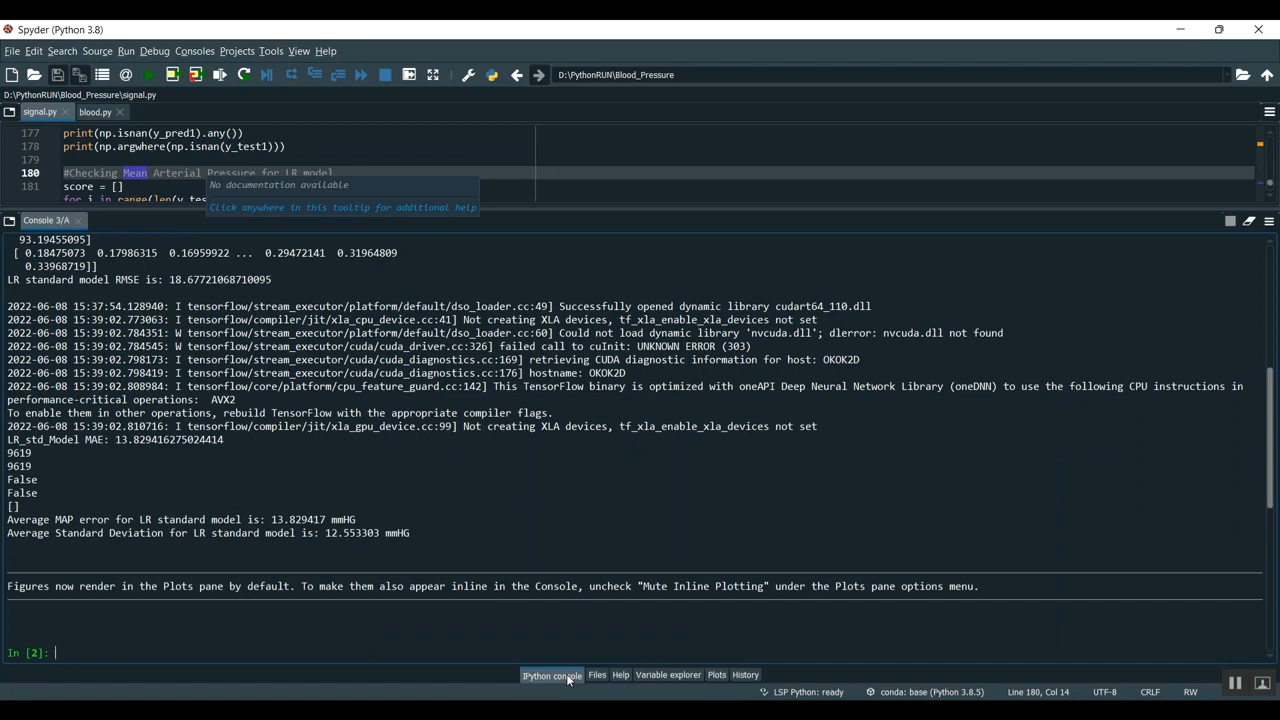 Spyder (Python 3.8)
File Edit Search Source Run Debug Consoles Projects Tools View Help
D:\PythonRUN\Blood_Pressure
D:\PythonRUN\Blood_Pressure\signal.py
signal.py blood.py
177 print(np.isnan(y_pred1).any())
178 print(np.argwhere(np.isnan(y_test1)))
179
180 #Checking Mean Arterial Pressure for LR model
No documentation available
181 score = []
for i in range(len(y_tes
Click anywhere in this tooltip for additional help
Console 3/A
93.19455095]
[ 0.18475073 0.17986315 0.16959922 ... 0.29472141 0.31964809
0.33968719]]
LR standard model RMSE is: 18.67721068710095
2022-06-08 15:37:54.128940: I tensorflow/stream_executor/platform/default/dso_loader.cc:49] Successfully opened dynamic library cudart64_110.dll
2022-06-08 15:39:02.773063: I tensorflow/compiler/jit/xla_cpu_device.cc:41] Not creating XLA devices, tf_xla_enable_xla_devices not set
2022-06-08 15:39:02.784351: W tensorflow/stream_executor/platform/default/dso_loader.cc:60] Could not load dynamic library 'nvcuda.dll'; dlerror: nvcuda.dll not found
2022-06-08 15:39:02.784545: W tensorflow/stream_executor/cuda/cuda_driver.cc:326] failed call to cuInit: UNKNOWN ERROR (303)
2022-06-08 15:39:02.798173: I tensorflow/stream_executor/cuda/cuda_diagnostics.cc:169] retrieving CUDA diagnostic information for host: OKOK2D
2022-06-08 15:39:02.798419: I tensorflow/stream_executor/cuda/cuda_diagnostics.cc:176] hostname: OKOK2D
2022-06-08 15:39:02.808984: I tensorflow/core/platform/cpu_feature_guard.cc:142] This TensorFlow binary is optimized with oneAPI Deep Neural Network Library (oneDNN) to use the following CPU instructions in
performance-critical operations: AVX2
To enable them in other operations, rebuild TensorFlow with the appropriate compiler flags.
2022-06-08 15:39:02.810716: I tensorflow/compiler/jit/xla_gpu_device.cc:99] Not creating XLA devices, tf_xla_enable_xla_devices not set
LR_std_Model MAE: 13.829416275024414
9619
9619
False
False
[]
Average MAP error for LR standard model is: 13.829417 mmHG
Average Standard Deviation for LR standard model is: 12.553303 mmHG
Figures now render in the Plots pane by default. To make them also appear inline in the Console, uncheck "Mute Inline Plotting" under the Plots pane options menu.
In [2]:
IPython console Files Help Variable explorer Plots History
LSP Python: ready conda: base (Python 3.8.5) Line 180, Col 14 UTF-8 CRLF RW